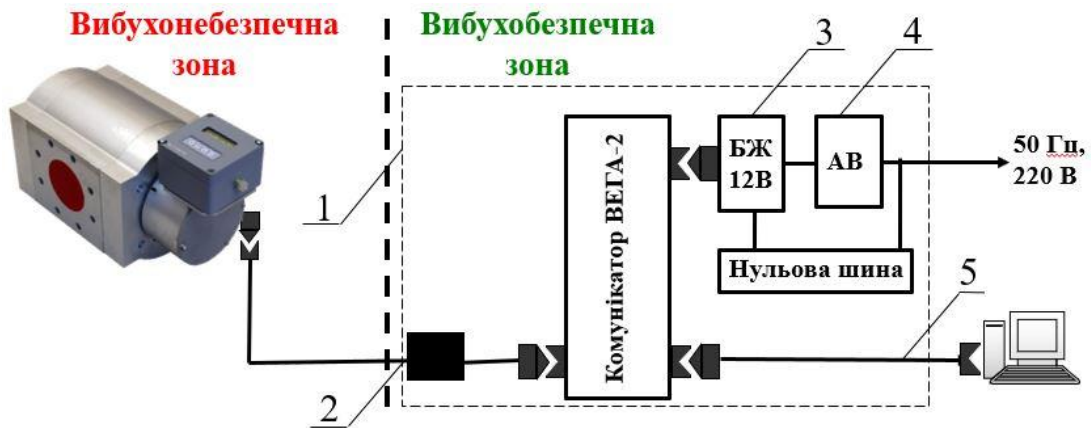 Вибухонебезпечна
зона
Вибухобезпечна
зона
3
4
1
Комунікатор ВЕГА-2
БЖ
12В
АВ
50 Гц,
220 В
Нульова шина
5
2